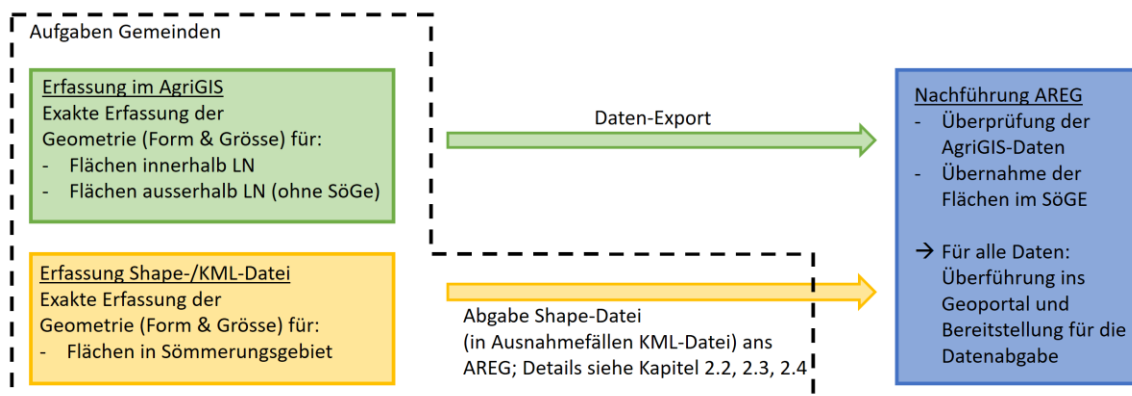 Aufgaben Gemeinden
Erfassung im AgriGIS
Exakte Erfassung der
Geometrie (Form & Grösse) für:
- Flächen innerhalb LN
- Flächen ausserhalb LN (ohne SöGe)
Daten-Export
Erfassung Shape-/KML-Datei
Exakte Erfassung der
Geometrie (Form & Grösse) für:
- Flächen in Sömmerungsgebiet
Abgabe Shape-Datei
(in Ausnahmefällen KML-Datei) ans
AREG; Details siehe Kapitel 2.2, 2.3, 2.4
Nachführung AREG
- Überprüfung der
AgriGIS-Daten
- Übernahme der
Flächen im SöGE
→ Für alle Daten:
Überführung ins
Geoportal und
Bereitstellung für die
Datenabgabe